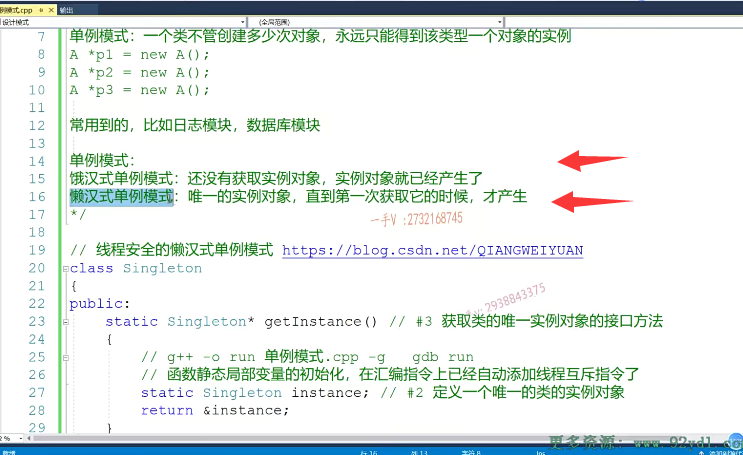 例模式.cpp 输出
设计模式 (全局范围)
7 单例模式：一个类不管创建多少次对象，永远只能得到该类型一个对象的实例
8 A *p1 = new A();
9 A *p2 = new A();
10 A *p3 = new A();
11
12 常用到的，比如日志模块，数据库模块
13
14 单例模式：
15 饿汉式单例模式：还没有获取实例对象，实例对象就已经产生了
16 懒汉式单例模式：唯一的实例对象，直到第一次获取它的时候，才产生
17 */
一手V :2732168745
18
19 // 线程安全的懒汉式单例模式 https://blog.csdn.net/QIANGWEIYUAN
20 class Singleton
21 {
22 public:
2938843375
23 static Singleton* getInstance() // #3 获取类的唯一实例对象的接口方法
24 {
25 // g++ -o run 单例模式.cpp -g gdb run
26 // 函数静态局部变量的初始化，在汇编指令上已经自动添加线程互斥指令了
27 static Singleton instance; // #2 定义一个唯一的类的实例对象
28 return &instance;
29 }
更多资源：
行 16 列 13 字符 8 Ins